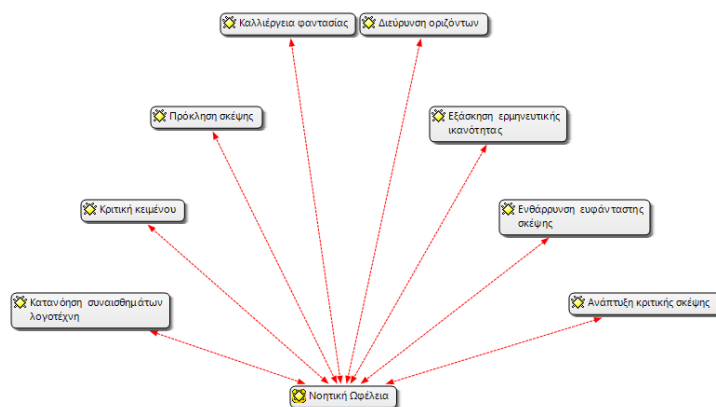 Καλλιέργεια φαντασίας
Διεύρυνση οριζόντων
Πρόκληση σκέψης
Εξάσκηση ερμηνευτικής
ικανότητας
Κριτική κειμένου
Ενθάρρυνση ευφάνταστης
σκέψης
Κατανόηση συναισθημάτων
λογοτέχνη
Ανάπτυξη κριτικής σκέψης
Νοητική Ωφέλεια